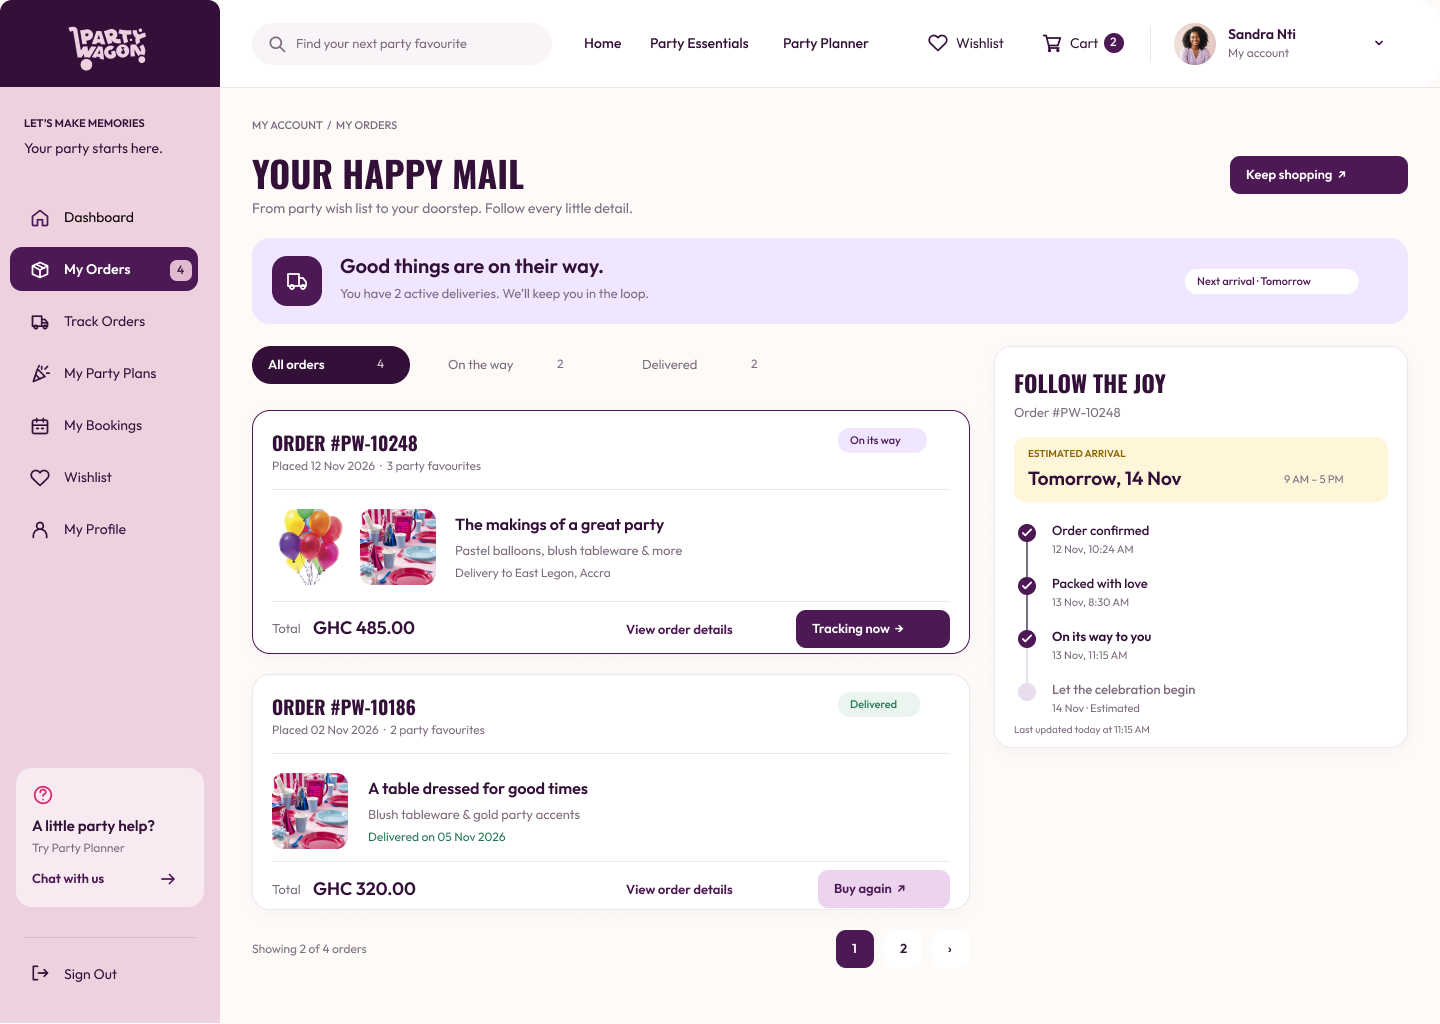 PARTY
WAGON
Find your next party favourite
Home
Party Essentials
Party Planner
Wishlist
Cart
2
Sandra Nti
My account
LET'S MAKE MEMORIES
Your party starts here.
Dashboard
My Orders
4
Track Orders
My Party Plans
My Bookings
Wishlist
My Profile
A little party help?
Try Party Planner
Chat with us
Sign Out
MY ACCOUNT / MY ORDERS
YOUR HAPPY MAIL
From party wish list to your doorstep. Follow every little detail.
Keep shopping ↗
Good things are on their way.
You have 2 active deliveries. We'll keep you in the loop.
Next arrival · Tomorrow
All orders 4
On the way 2
Delivered 2
ORDER #PW-10248
On its way
Placed 12 Nov 2026 · 3 party favourites
The makings of a great party
Pastel balloons, blush tableware & more
Delivery to East Legon, Accra
Total GHC 485.00
View order details
Tracking now →
ORDER #PW-10186
Delivered
Placed 02 Nov 2026 · 2 party favourites
A table dressed for good times
Blush tableware & gold party accents
Delivered on 05 Nov 2026
Total GHC 320.00
View order details
Buy again ↗
Showing 2 of 4 orders
1
2
›
FOLLOW THE JOY
Order #PW-10248
ESTIMATED ARRIVAL
Tomorrow, 14 Nov
9 AM – 5 PM
Order confirmed
12 Nov, 10:24 AM
Packed with love
13 Nov, 8:30 AM
On its way to you
13 Nov, 11:15 AM
Let the celebration begin
14 Nov · Estimated
Last updated today at 11:15 AM